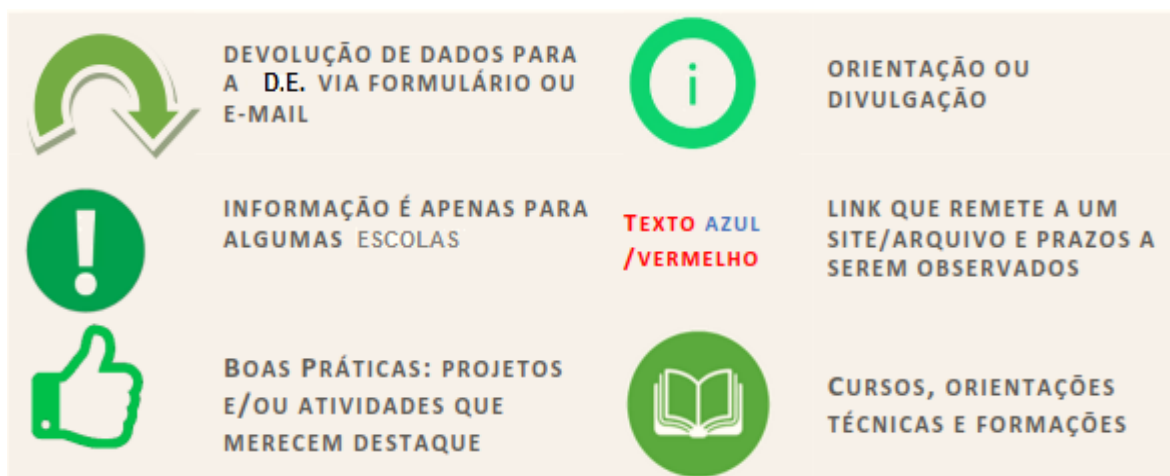 DEVOLUÇÃO DE DADOS PARA
A D.E. VIA FORMULÁRIO OU
E-MAIL
i
ORIENTAÇÃO OU
DIVULGAÇÃO
!
INFORMAÇÃO É APENAS PARA
ALGUMAS ESCOLAS
TEXTO AZUL
/VERMELHO
LINK QUE REMETE A UM
SITE/ARQUIVO E PRAZOS A
SEREM OBSERVADOS
BOAS PRÁTICAS: PROJETOS
E/OU ATIVIDADES QUE
MERECEM DESTAQUE
CURSOS, ORIENTAÇÕES
TÉCNICAS E FORMAÇÕES